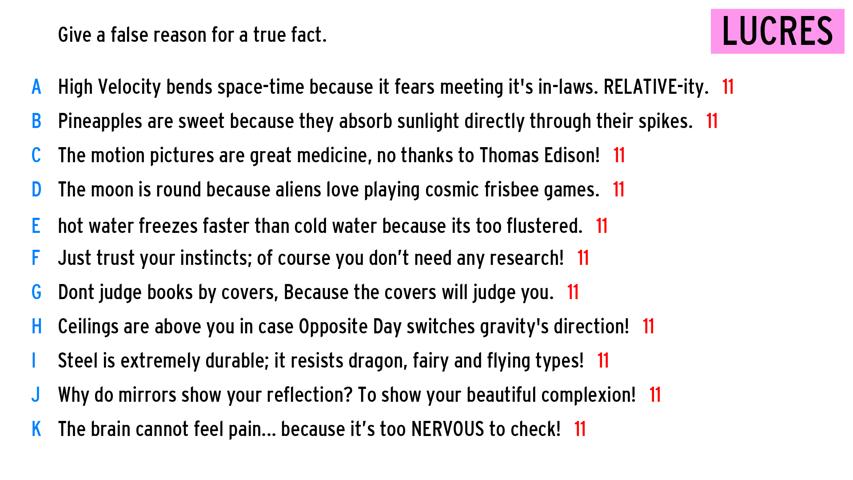 Give a false reason for a true fact.
LUCRES
A High Velocity bends space-time because it fears meeting it's in-laws. RELATIVE-ity. 11
B Pineapples are sweet because they absorb sunlight directly through their spikes. 11
C The motion pictures are great medicine, no thanks to Thomas Edison! 11
D The moon is round because aliens love playing cosmic frisbee games. 11
E hot water freezes faster than cold water because its too flustered. 11
F Just trust your instincts; of course you don't need any research! 11
G Dont judge books by covers, Because the covers will judge you. 11
H Ceilings are above you in case Opposite Day switches gravity's direction! 11
I Steel is extremely durable; it resists dragon, fairy and flying types! 11
J Why do mirrors show your reflection? To show your beautiful complexion! 11
K The brain cannot feel pain... because it's too NERVOUS to check! 11